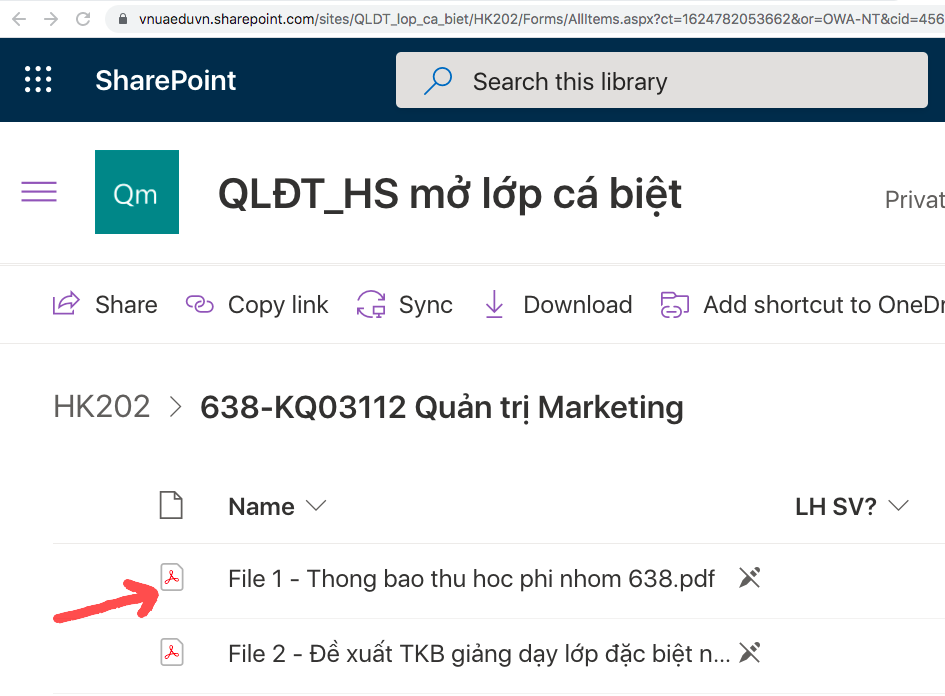 vnuaeduvn.sharepoint.com/sites/QLDT_lop_ca_biet/HK202/Forms/AllItems.aspx?ct=1624782053662&or=OWA-NT&cid=456
SharePoint
Search this library
Qm
QLĐT_HS mở lớp cá biệt
Privat
Share
Copy link
Sync
Download
Add shortcut to OneDr
HK202 > 638-KQ03112 Quản trị Marketing
Name
LH SV?
File 1 - Thong bao thu hoc phi nhom 638.pdf
File 2 - Đề xuất TKB giảng dạy lớp đặc biệt n...